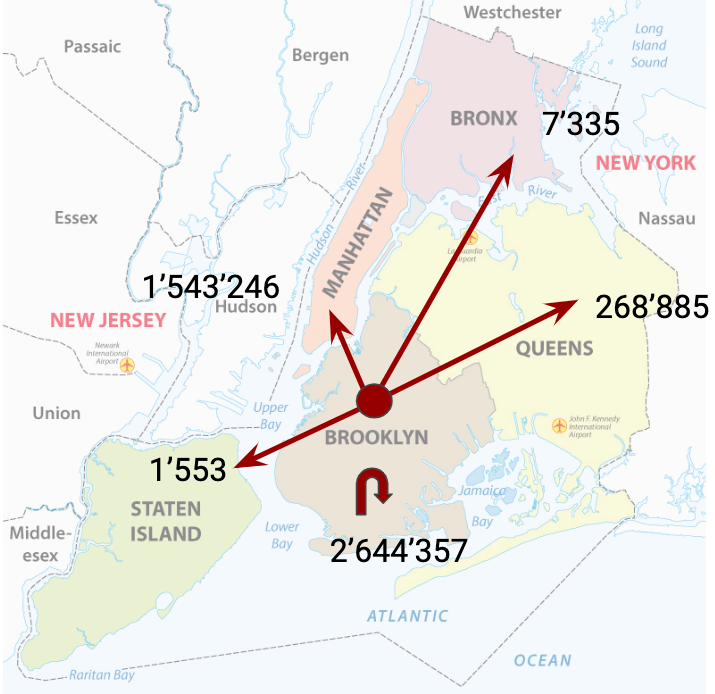 Westchester
Passaic
Long
Island
Sound
Bergen
BRONX
7’335
NEW YORK
River
East
River
Essex
Nassau
MANHATTAN
Hudson
LaGuardia
Airport
1’543’246
Hudson
268’885
NEW JERSEY
Newark
International
Airport
QUEENS
Union
Upper
Bay
BROOKLYN
John F. Kennedy
International
Airport
1’553
STATEN
ISLAND
Jamaica
Bay
Middle-
esex
Lower
Bay
2’644’357
ATLANTIC
OCEAN
Raritan Bay